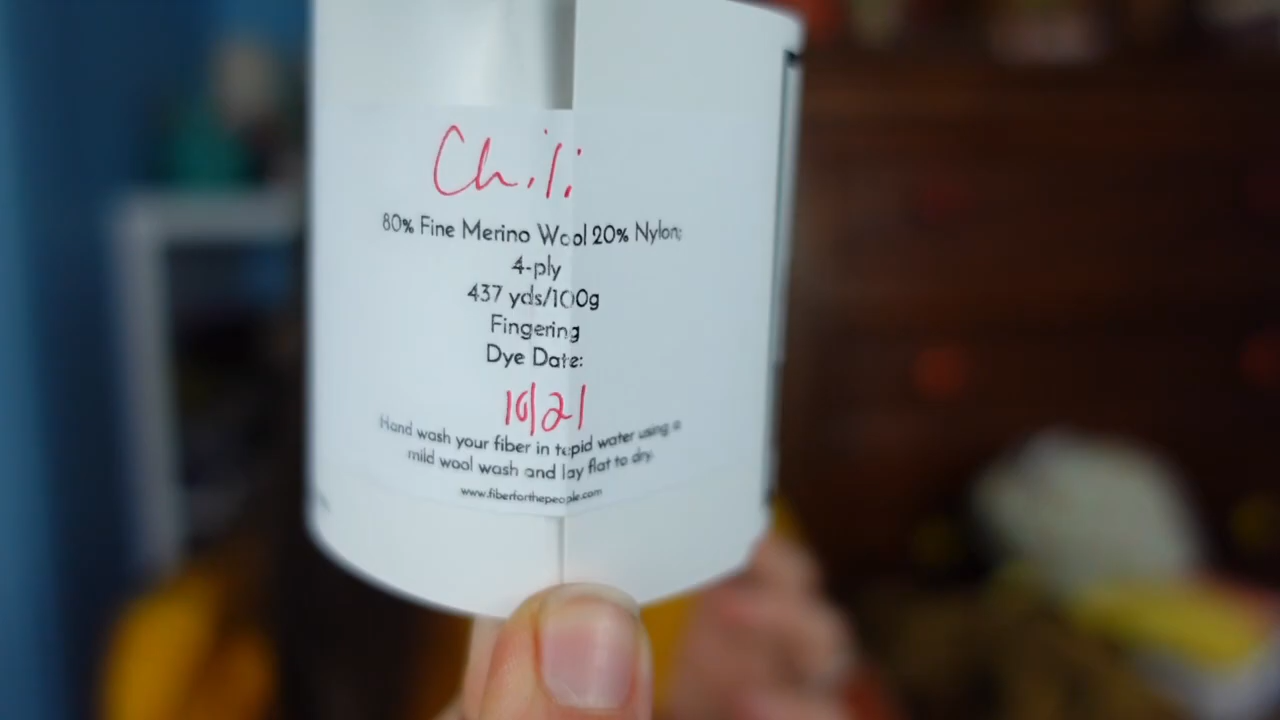 Chili
80% Fine Merino Wool 20% Nylon;
4-ply
437 yds/100g
Fingering
Dye Date:
10/21
Hand wash your fiber in tepid water using a
mild wool wash and lay flat to dry.
www.fiberforthepeople.com